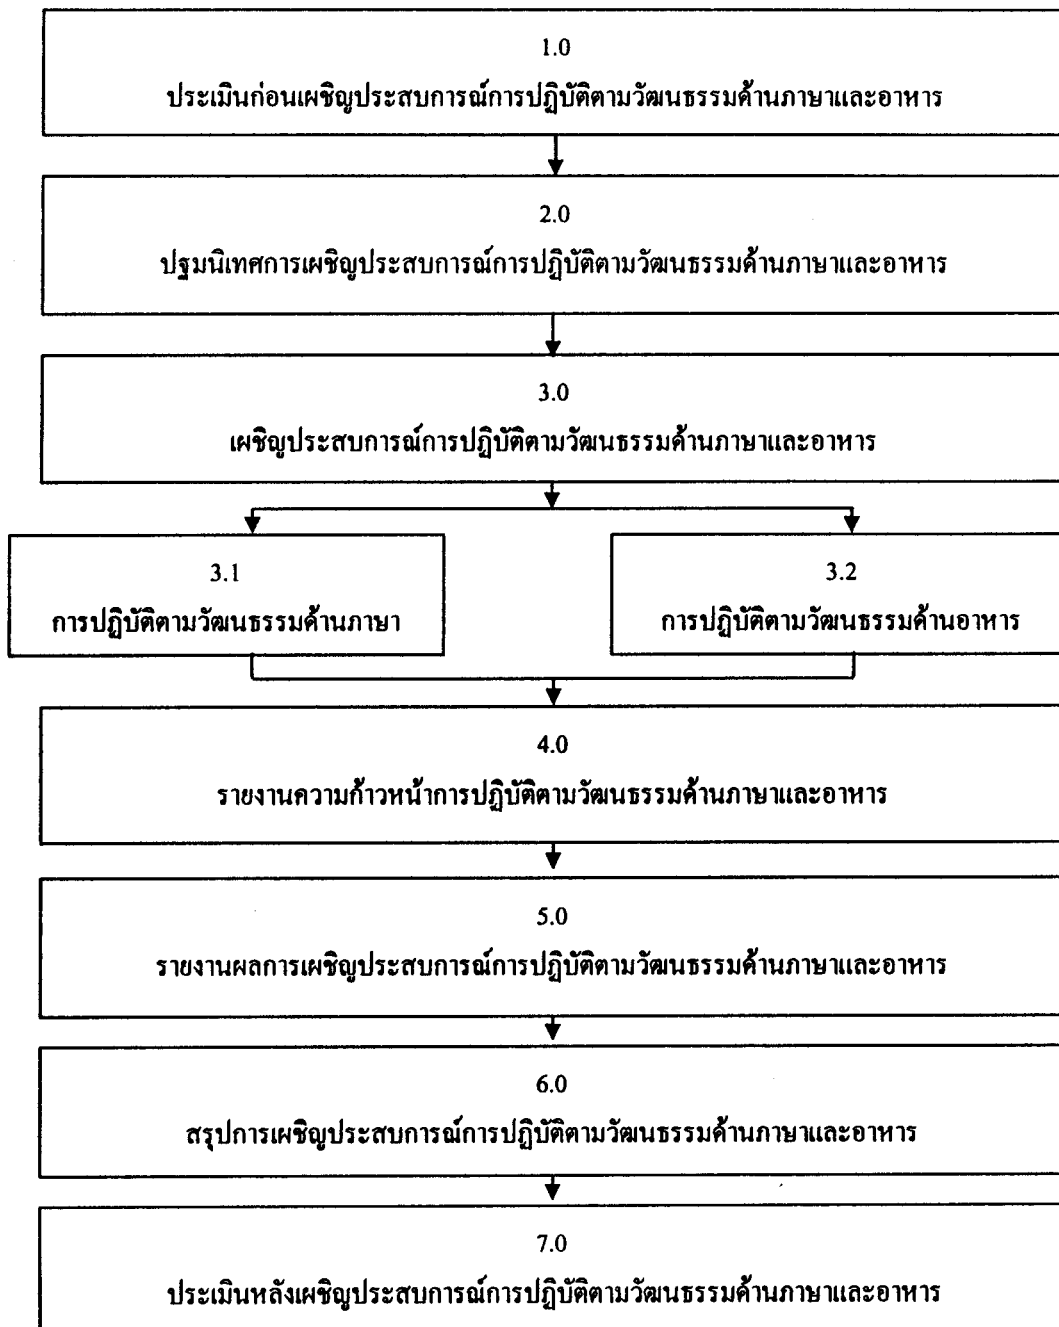 1.0
ประเมินก่อนเผชิญประสบการณ์การปฏิบัติตามวัฒนธรรมด้านภาษาและอาหาร
2.0
ปฐมนิเทศการเผชิญประสบการณ์การปฏิบัติตามวัฒนธรรมด้านภาษาและอาหาร
3.0
เผชิญประสบการณ์การปฏิบัติตามวัฒนธรรมด้านภาษาและอาหาร
3.1
การปฏิบัติตามวัฒนธรรมด้านภาษา
3.2
การปฏิบัติตามวัฒนธรรมด้านอาหาร
4.0
รายงานความก้าวหน้าการปฏิบัติตามวัฒนธรรมด้านภาษาและอาหาร
5.0
รายงานผลการเผชิญประสบการณ์การปฏิบัติตามวัฒนธรรมด้านภาษาและอาหาร
6.0
สรุปการเผชิญประสบการณ์การปฏิบัติตามวัฒนธรรมด้านภาษาและอาหาร
7.0
ประเมินหลังเผชิญประสบการณ์การปฏิบัติตามวัฒนธรรมด้านภาษาและอาหาร